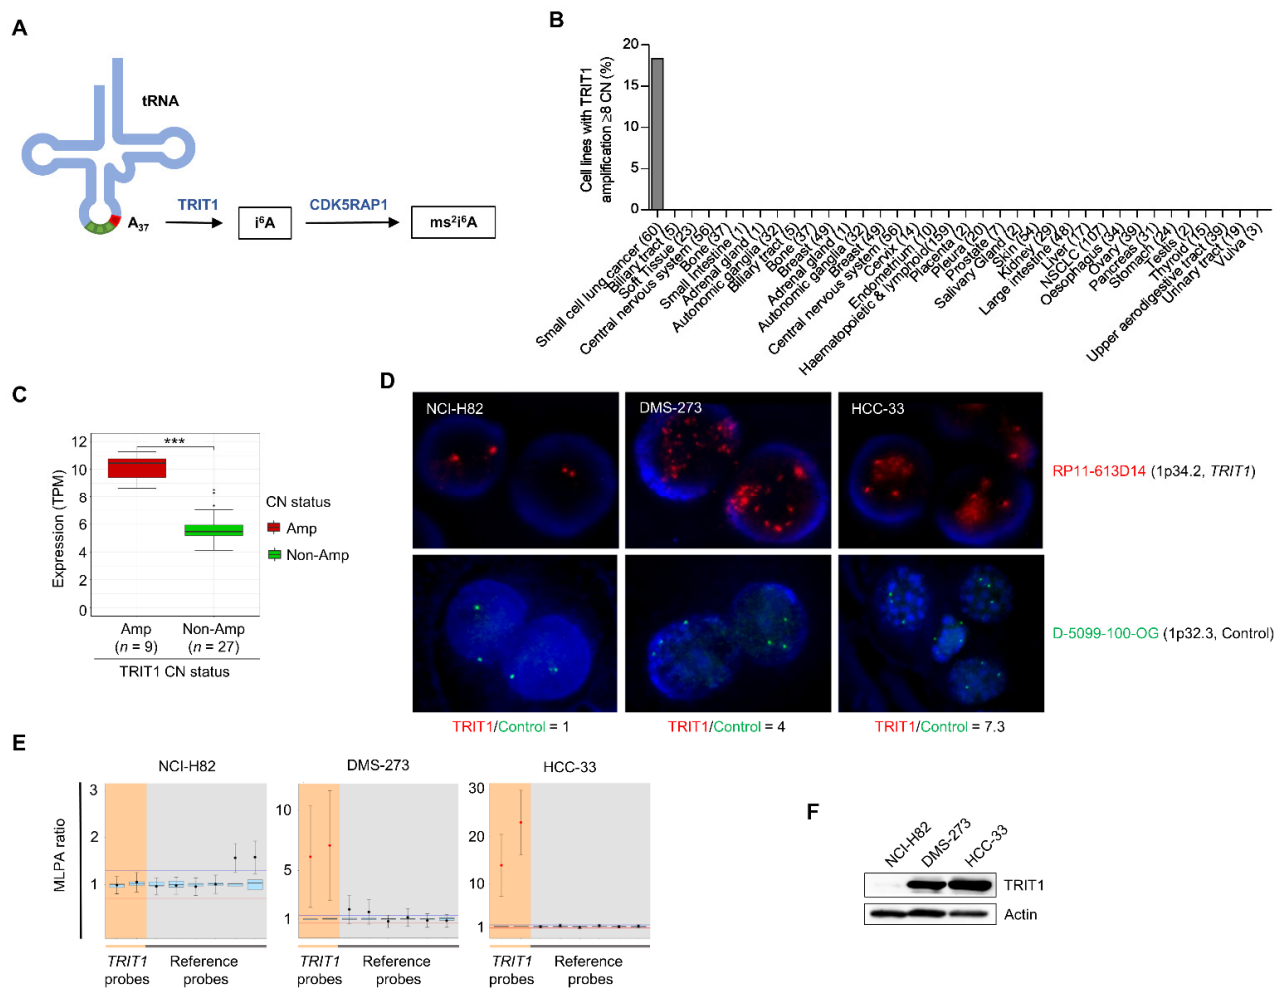 A
tRNA
A37
TRIT1
i6A
CDK5RAP1
ms2i6A
B
Cell lines with TRIT1
amplification ≥8 CN (%)
20
15
10
5
0
Small cell lung cancer (60)
Biliary tract (5)
Soft Tissue (23)
Central nervous system (56)
Bone (37)
Small Intestine (1)
Adrenal gland (1)
Autonomic ganglia (32)
Biliary tract (5)
Bone (37)
Breast (49)
Adrenal gland (1)
Autonomic ganglia (32)
Breast (49)
Central nervous system (56)
Cervix (14)
Endometrium (10)
Haematopoietic & lymphoid (159)
Placenta (2)
Pleura (20)
Prostate (7)
Salivary Gland (2)
Skin (54)
Kidney (29)
Large intestine (48)
Liver (17)
NSCLC (107)
Oesophagus (34)
Ovary (39)
Pancreas (31)
Stomach (24)
Testis (2)
Thyroid (15)
Upper aerodigestive tract (39)
Urinary tract (19)
Vulva (3)
C
Expression (TPM)
12
10
8
6
4
2
0
***
CN status
Amp
Non-Amp
Amp
(n = 9)
Non-Amp
(n = 27)
TRIT1 CN status
D
NCI-H82
DMS-273
HCC-33
RP11-613D14 (1p34.2, TRIT1)
D-5099-100-OG (1p32.3, Control)
TRIT1/Control = 1
TRIT1/Control = 4
TRIT1/Control = 7.3
E
MLPA ratio
NCI-H82
3
2
1
TRIT1
probes
Reference
probes
DMS-273
10
5
1
TRIT1
probes
Reference
probes
HCC-33
30
20
10
1
TRIT1
probes
Reference
probes
F
NCI-H82
DMS-273
HCC-33
TRIT1
Actin